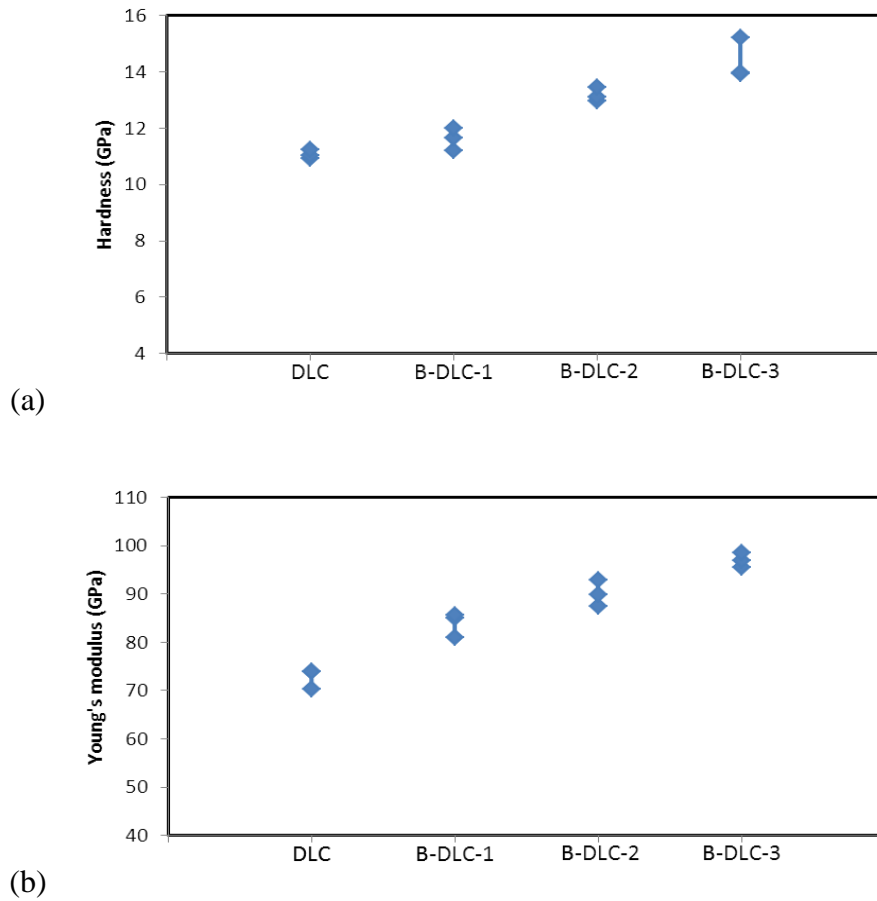 16
14
12
10
8
6
4
Hardness (GPa)
DLC B-DLC-1 B-DLC-2 B-DLC-3
(a)
110
100
90
80
70
60
50
40
Young's modulus (GPa)
DLC B-DLC-1 B-DLC-2 B-DLC-3
(b)